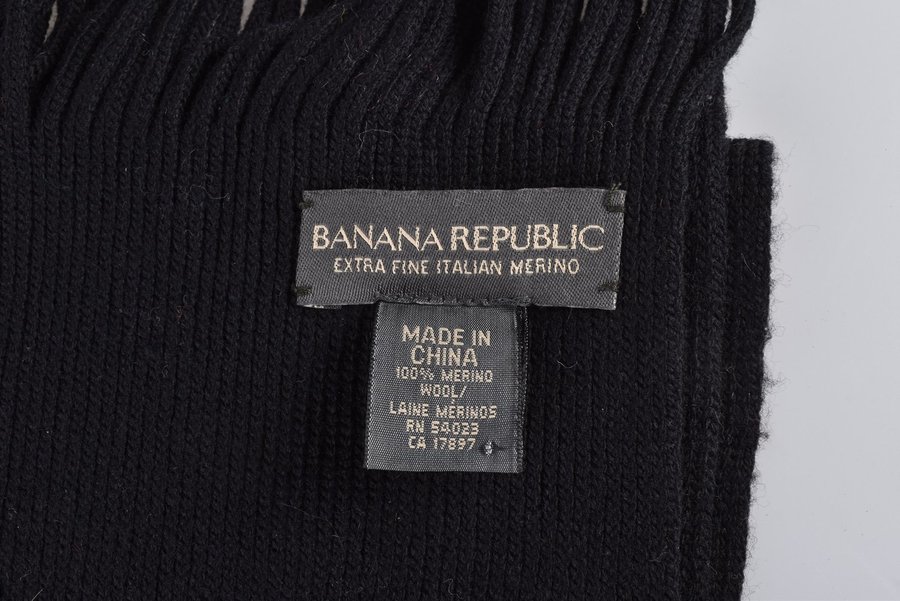 BANANA REPUBLIC
EXTRA FINE ITALIAN MERINO
MADE IN
CHINA
100% MERINO
WOOL/
LAINE MERINOS
RN 54023
CA 17897